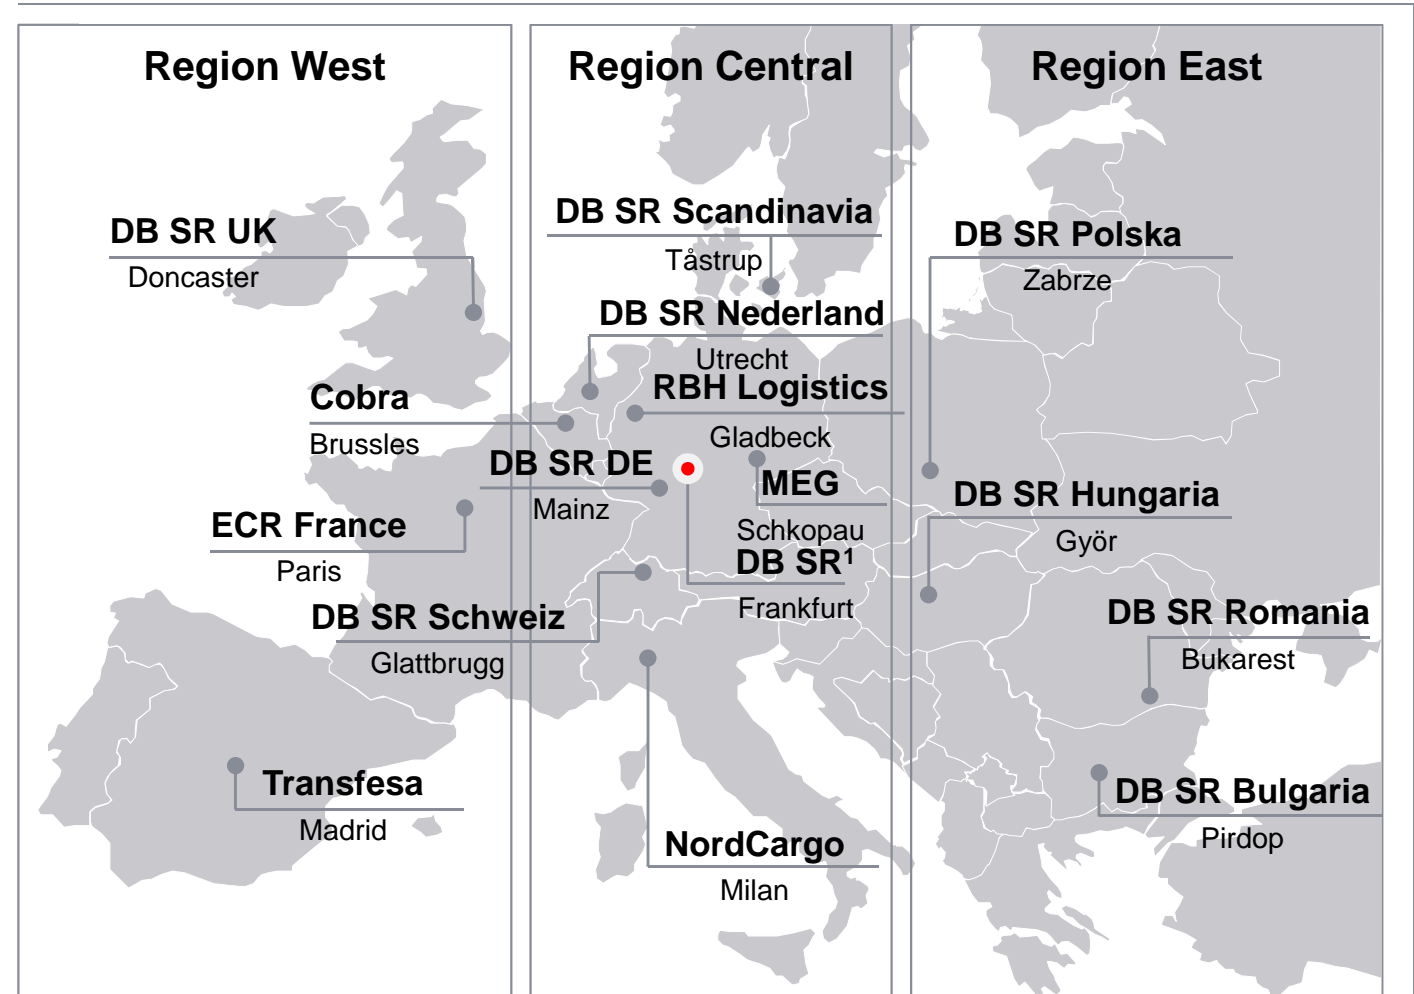 Region West
Region Central
Region East
DB SR UK
Doncaster
Cobra
Brussles
ECR France
Paris
DB SR Schweiz
Glattbrugg
Transfesa
Madrid
DB SR Scandinavia
Tåstrup
DB SR Nederland
Utrecht
RBH Logistics
Gladbeck
DB SR DE
Mainz
MEG
Schkopau
DB SR¹
Frankfurt
NordCargo
Milan
DB SR Polska
Zabrze
DB SR Hungaria
Györ
DB SR Romania
Bukarest
DB SR Bulgaria
Pirdop